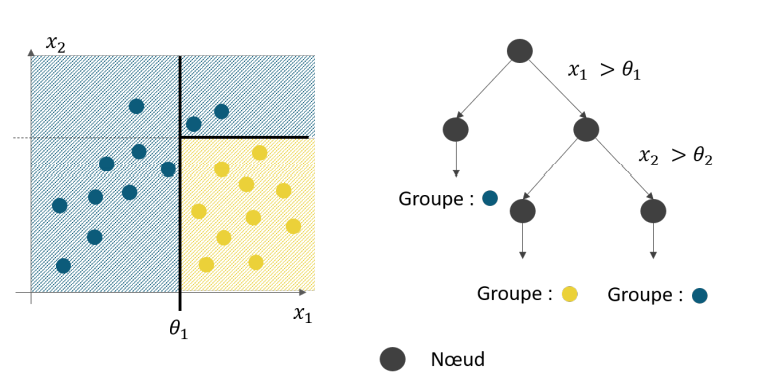 x₂
x₁ > θ₁
x₂ > θ₂
Groupe :
Groupe :
Groupe :
x₁
θ₁
Nœud